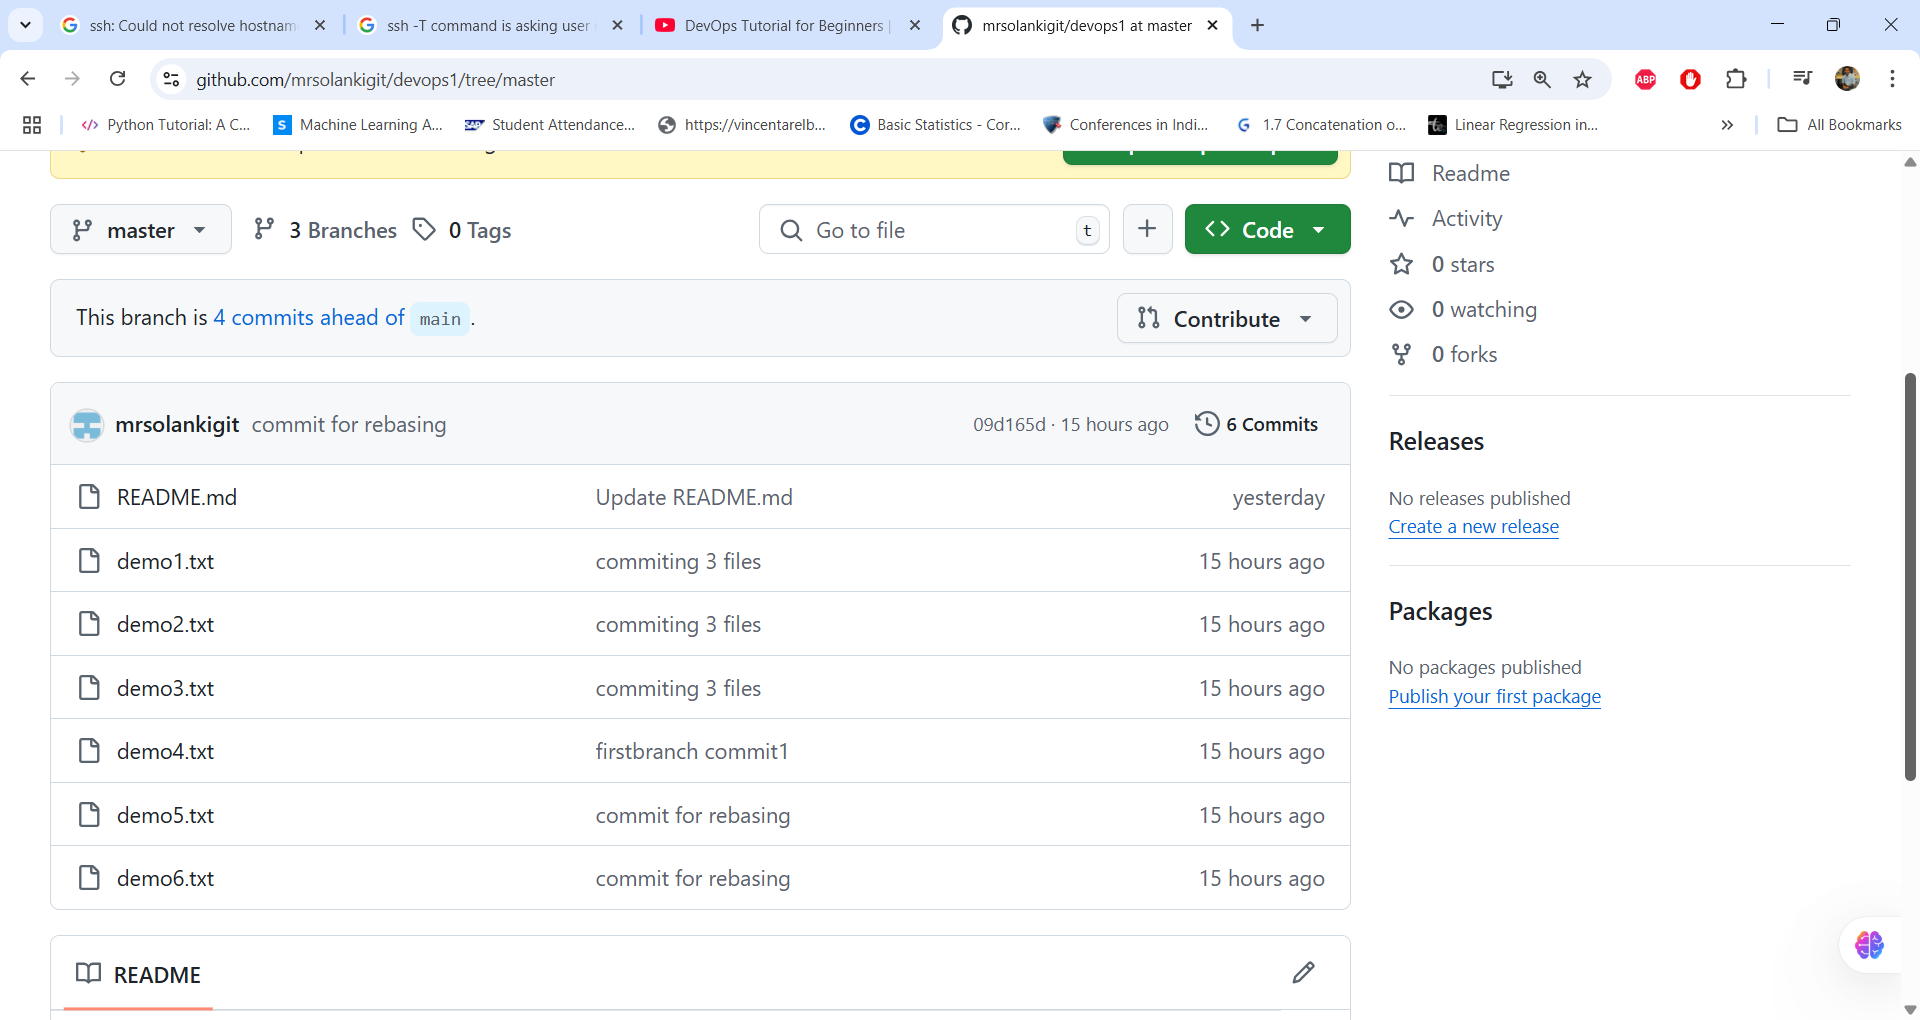 ssh: Could not resolve hostnam
ssh -T command is asking user
DevOps Tutorial for Beginners |
mrsolankigit/devops1 at master
github.com/mrsolankigit/devops1/tree/master
ABP
Python Tutorial: A C...
S Machine Learning A...
SAP Student Attendance...
https://vincentarelb...
Basic Statistics - Cor...
Conferences in Indi...
1.7 Concatenation o...
te Linear Regression in...
All Bookmarks
Readme
master
3 Branches
0 Tags
Go to file
t
+
<> Code
Activity
0 stars
This branch is 4 commits ahead of main .
Contribute
0 watching
0 forks
mrsolankigit commit for rebasing
09d165d · 15 hours ago
6 Commits
Releases
README.md Update README.md yesterday
No releases published
Create a new release
demo1.txt commiting 3 files 15 hours ago
demo2.txt commiting 3 files 15 hours ago
Packages
demo3.txt commiting 3 files 15 hours ago
No packages published
Publish your first package
demo4.txt firstbranch commit1 15 hours ago
demo5.txt commit for rebasing 15 hours ago
demo6.txt commit for rebasing 15 hours ago
README